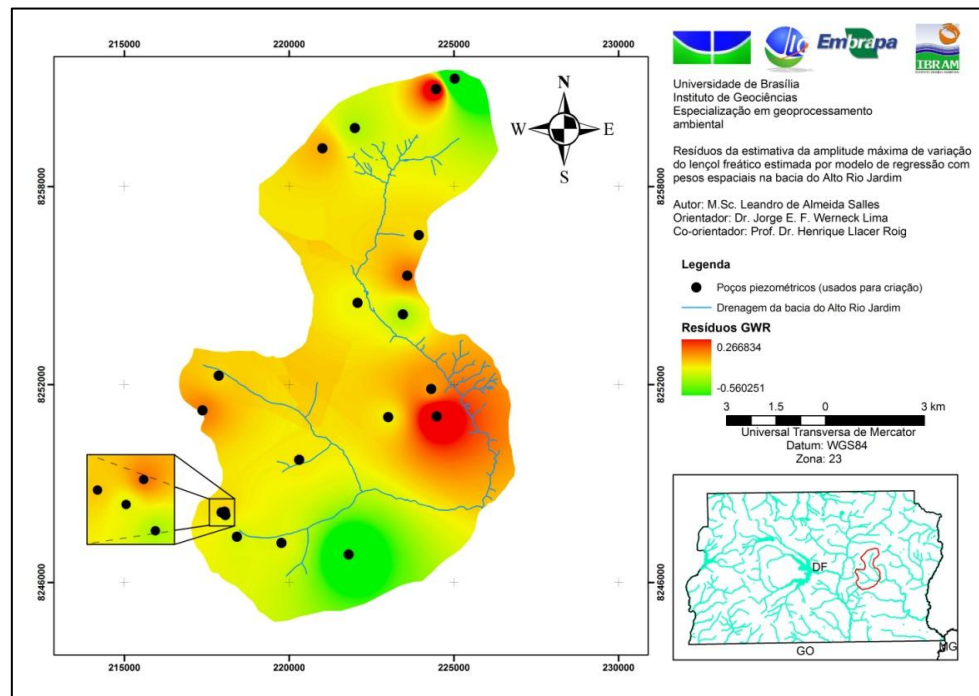 215000
220000
225000
230000
8258000
8252000
8246000
N
W
E
S
8258000
8252000
8246000
215000
220000
225000
230000
Embrapa
IBRAM
Universidade de Brasília
Instituto de Geociências
Especialização em geoprocessamento
ambiental
Resíduos da estimativa da amplitude máxima de variação
do lençol freático estimada por modelo de regressão com
pesos espaciais na bacia do Alto Rio Jardim
Autor: M.Sc. Leandro de Almeida Salles
Orientador: Dr. Jorge E. F. Werneck Lima
Co-orientador: Prof. Dr. Henrique Llacer Roig
Legenda
Poços piezométricos (usados para criação)
Drenagem da bacia do Alto Rio Jardim
Resíduos GWR
0.266834
-0.560251
3 1.5 0 3 km
Universal Transversa de Mercator
Datum: WGS84
Zona: 23
DF
GO
MG